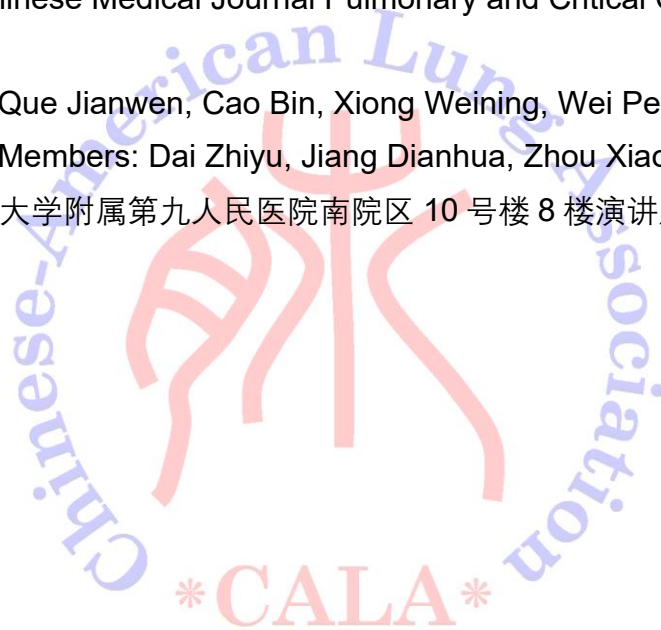 Chinese Medical Journal Pulmonary and Critical
Que Jianwen, Cao Bin, Xiong Weining, Wei
Members: Dai Zhiyu, Jiang Dianhua, Zhou
大学附属第九人民医院南院区 10 号楼 8 楼演讲
Chinese-American Lung Association
*CALA*